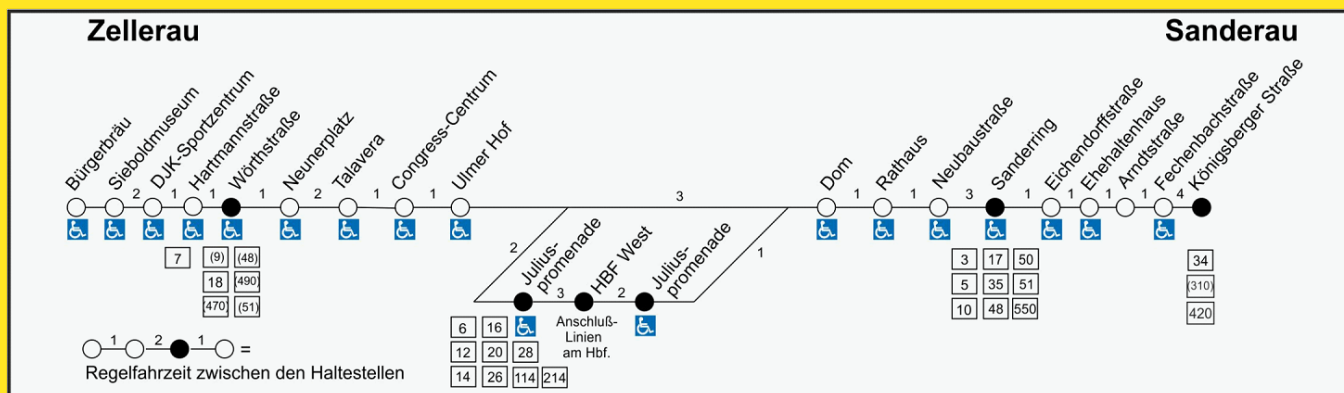 Zellerau
Sanderau
Bürgerbräu
Sieboldmuseum
DJK-Sportzentrum
Hartmannstraße
Wörthstraße
Neunerplatz
Talavera
Congress-Centrum
Ulmer Hof
Dom
Rathaus
Neubaustraße
Sanderring
Eichendorffstraße
Ehehaltenhaus
Arndtstraße
Fechenbachstraße
Königsberger Straße
2 1 1 1 2 1 1 3 1 1 3 1 1 1 4
7
(9) (48)
18 (490)
(470) (51)
2
Julius-
promenade
3
HBF West
2
Julius-
promenade
1
Anschluß-
Linien
am Hbf.
6 16
12 20 28
14 26 114 214
3 17 50
5 35 51
10 48 550
34
(310)
420
1 2 1 =
Regelfahrzeit zwischen den Haltestellen